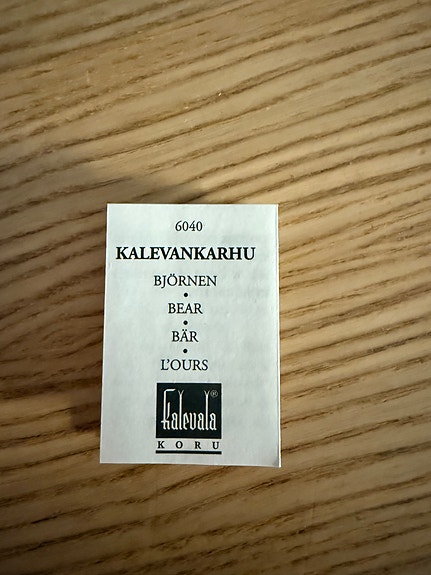 6040
KALEVANKARHU
BJÖRNEN
•
BEAR
•
BÄR
•
L'OURS
Kalevala®
KORU